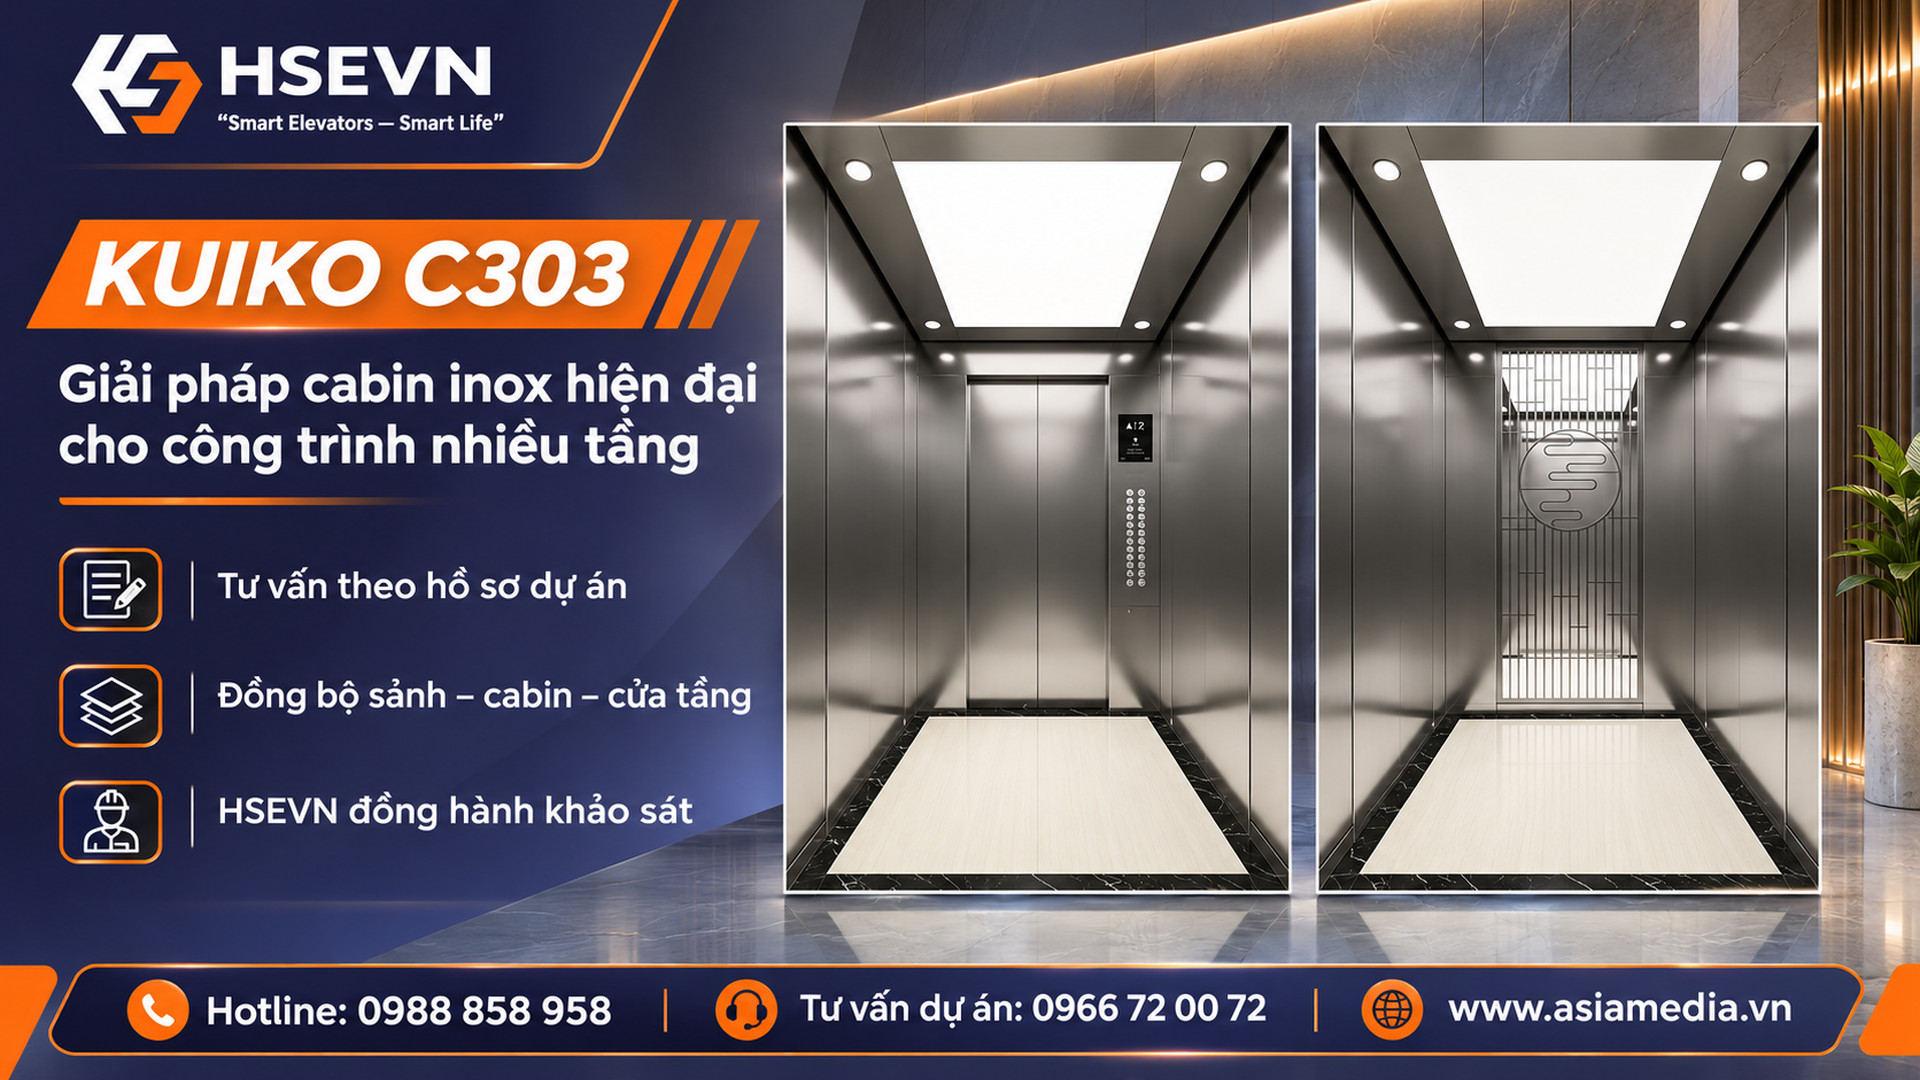 HSEVN
“Smart Elevators — Smart Life”
KUIKO C303
Giải pháp cabin inox hiện đại
cho công trình nhiều tầng
Tư vấn theo hồ sơ dự án
Đồng bộ sảnh – cabin – cửa tầng
HSEVN đồng hành khảo sát
12
Hotline: 0988 858 958
Tư vấn dự án: 0966 72 00 72
www.asiamedia.vn